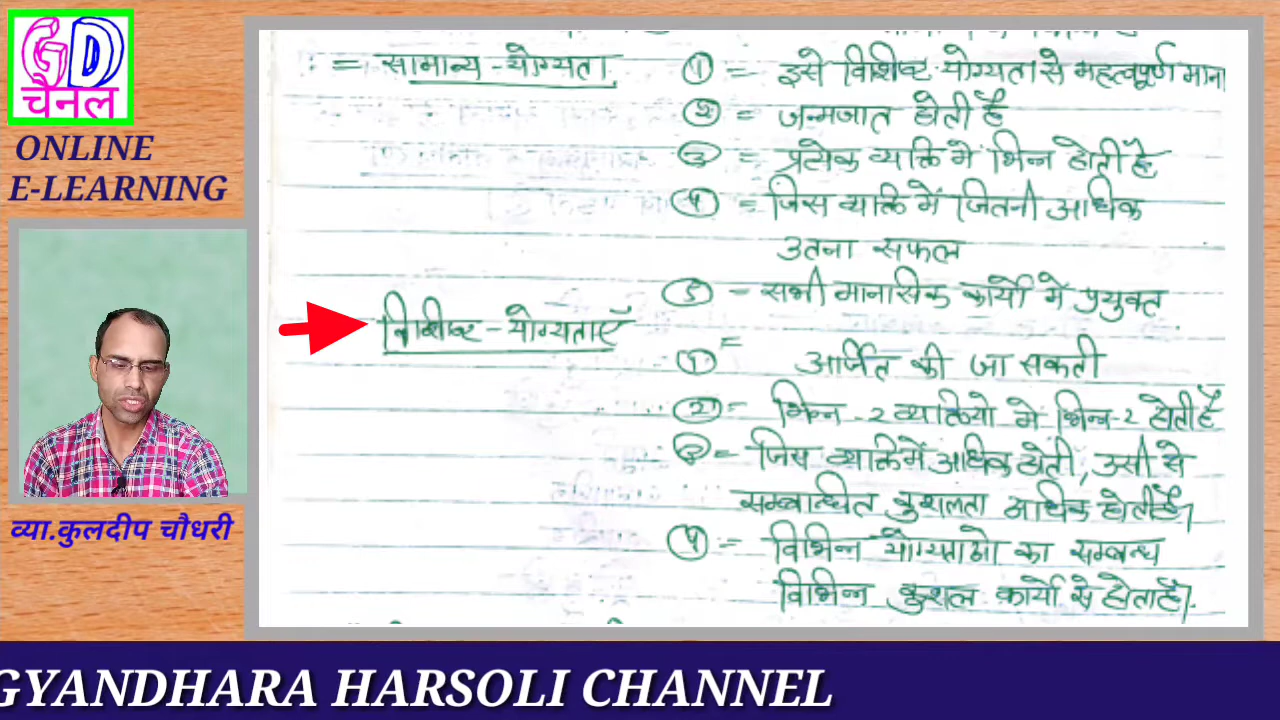 GD
चैनल
ONLINE
E-LEARNING
व्या.कुलदीप चौधरी
= सामान्य-योग्यता
① = इसे विशिष्ट योग्यता से महत्वपूर्ण माना
② = जन्मजात होती है
③ = प्रत्येक व्यक्ति में भिन्न होती है
④ = जिस व्यक्ति में जितनी अधिक
उतना सफल
⑤ = सभी मानसिक कार्यो मे प्रयुक्त
विशिष्ट-योग्यताएँ
① = आर्जित की जा सकती
② = भिन्न-2 व्यक्तियो मे भिन्न-2 होती है
③ = जिस व्यक्ति में अधिक होती, उसी से
सम्बान्धित कुशलता अधिक होती है।
④ = विभिन्न योग्यताओ का सम्बन्ध
विभिन्न कुशल कार्यो से होता है।
GYANDHARA HARSOLI CHANNEL